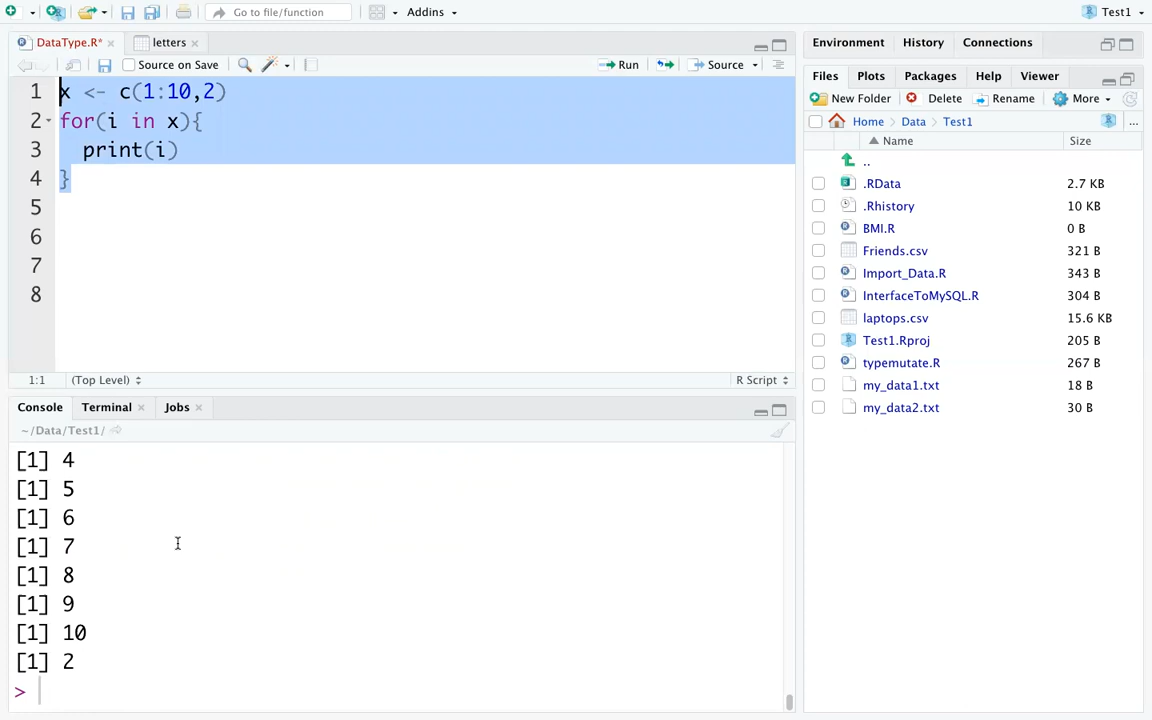 Go to file/function
Addins
Test1
DataType.R*
letters
Source on Save
Run
Source
1 x <- c(1:10,2)
2 for(i in x){
3 print(i)
4 }
5
6
7
8
1:1 (Top Level)
R Script
Console Terminal Jobs
~/Data/Test1/
[1] 4
[1] 5
[1] 6
[1] 7
[1] 8
[1] 9
[1] 10
[1] 2
>
Environment History Connections
Files Plots Packages Help Viewer
New Folder Delete Rename More
Home Data Test1 ...
Name Size
..
.RData 2.7 KB
.Rhistory 10 KB
BMI.R 0 B
Friends.csv 321 B
Import_Data.R 343 B
InterfaceToMySQL.R 304 B
laptops.csv 15.6 KB
Test1.Rproj 205 B
typemutate.R 267 B
my_data1.txt 18 B
my_data2.txt 30 B